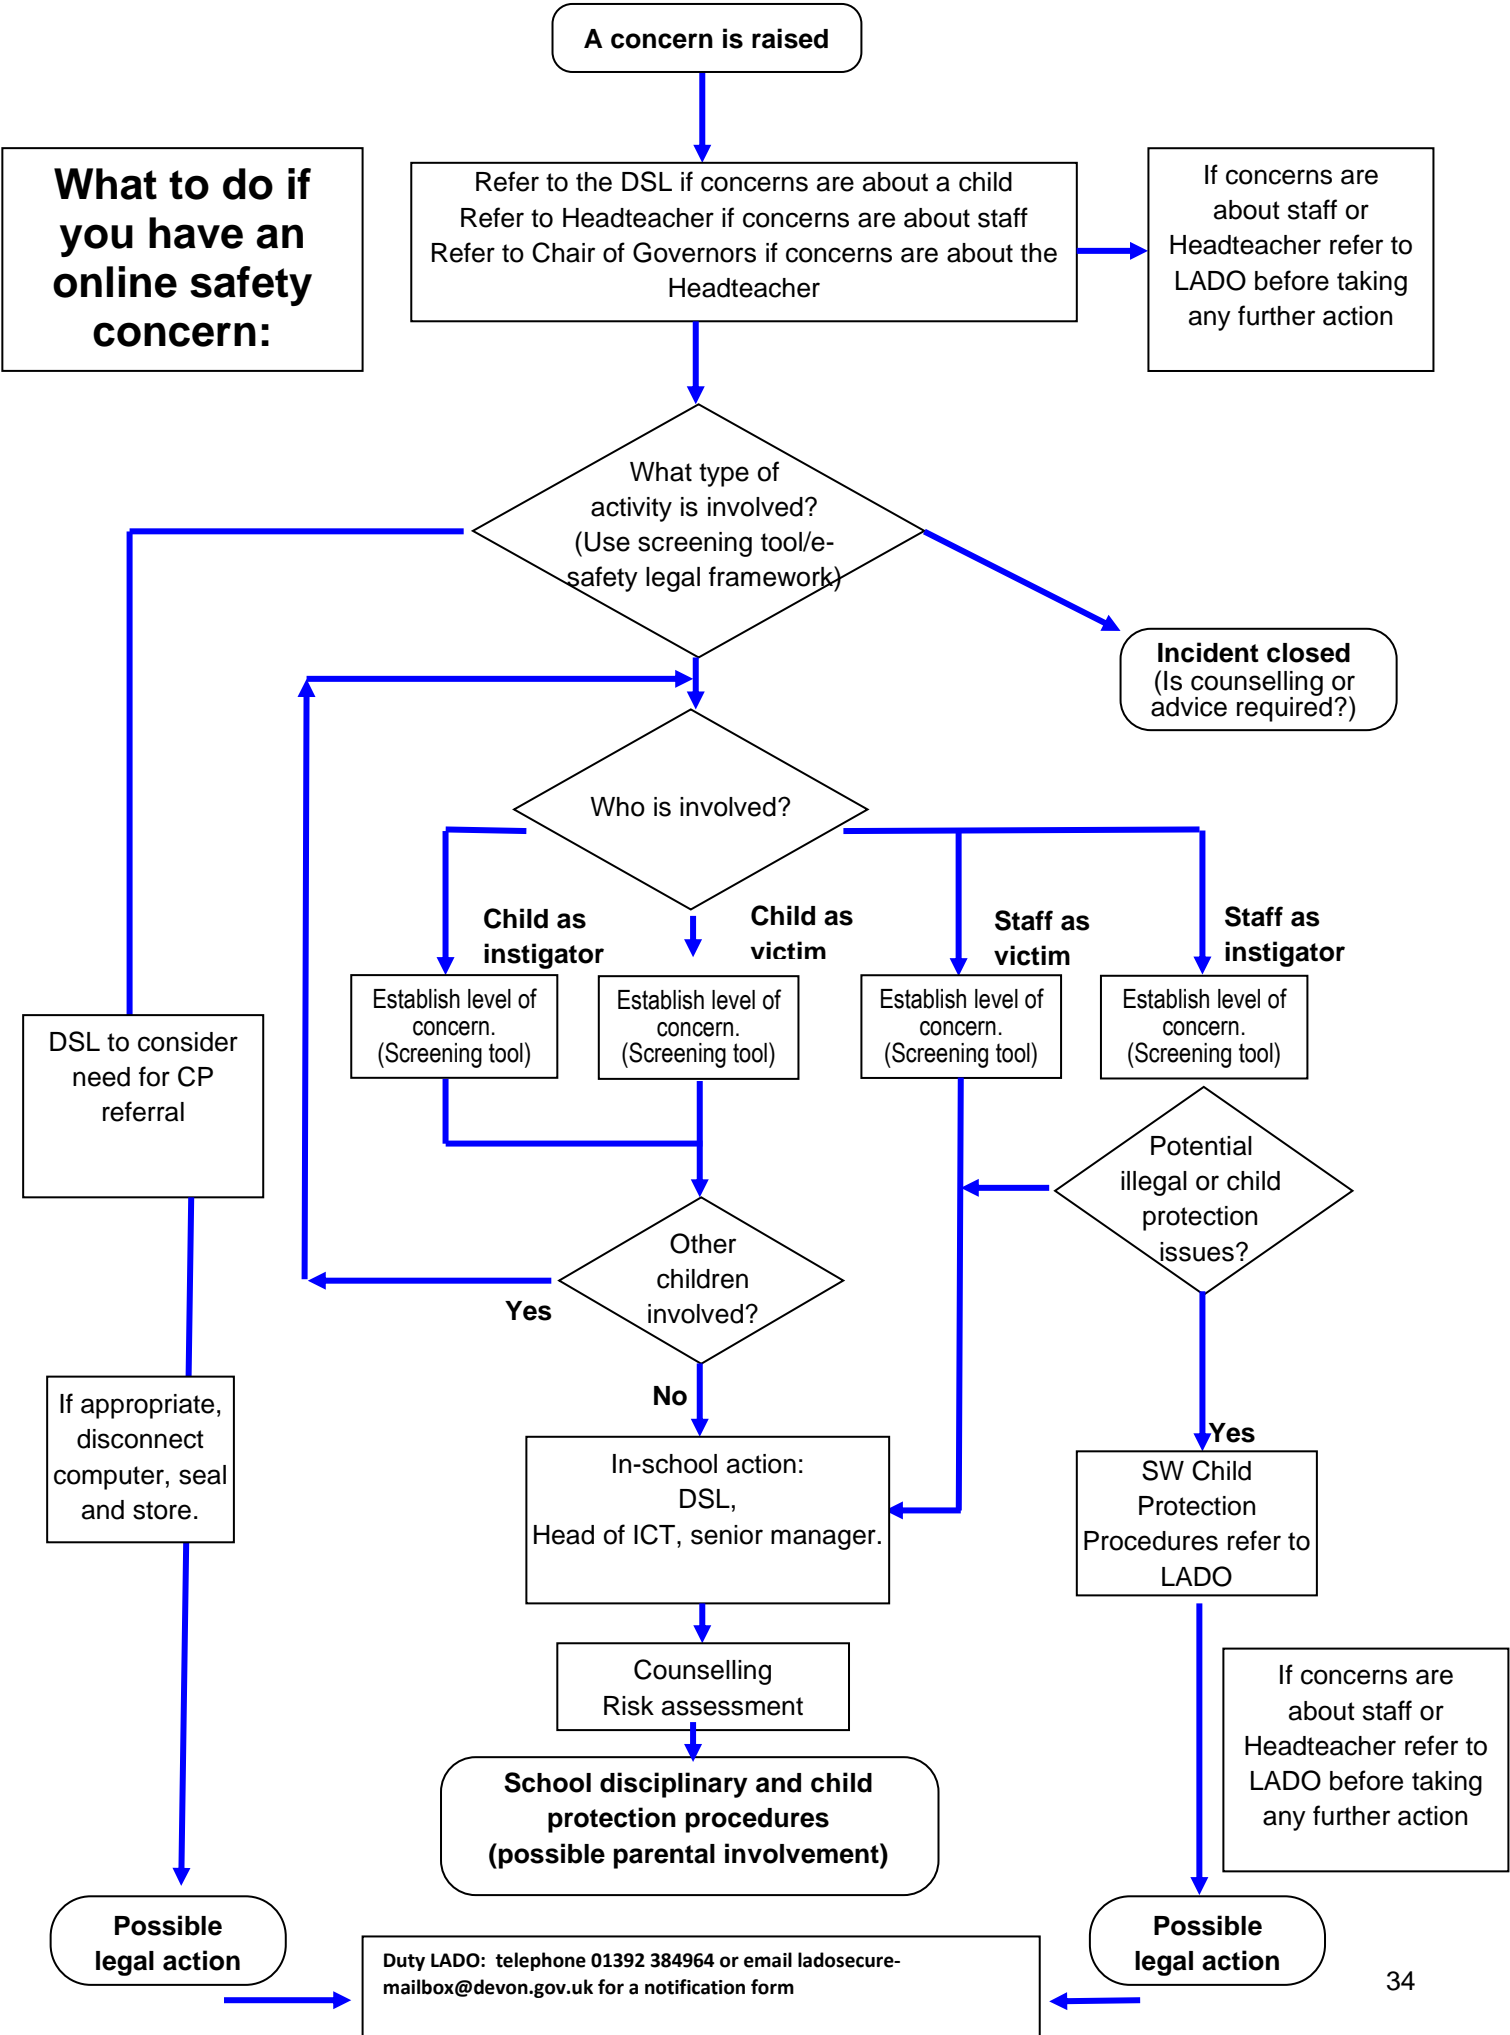 A concern is raised
What to do if
you have an
online safety
concern:
Refer to the DSL if concerns are about a child
Refer to Headteacher if concerns are about staff
Refer to Chair of Governors if concerns are about the
Headteacher
If concerns are
about staff or
Headteacher refer to
LADO before taking
any further action
What type of
activity is involved?
(Use screening tool/e-
safety legal framework)
Incident closed
(Is counselling or
advice required?)
Who is involved?
Child as
instigator
Child as
victim
Staff as
victim
Staff as
instigator
Establish level of
concern.
(Screening tool)
Establish level of
concern.
(Screening tool)
Establish level of
concern.
(Screening tool)
Establish level of
concern.
(Screening tool)
DSL to consider
need for CP
referral
Potential
illegal or child
protection
issues?
Other
children
involved?
Yes
No
If appropriate,
disconnect
computer, seal
and store.
In-school action:
DSL,
Head of ICT, senior manager.
Yes
SW Child
Protection
Procedures refer to
LADO
Counselling
Risk assessment
If concerns are
about staff or
Headteacher refer to
LADO before taking
any further action
School disciplinary and child
protection procedures
(possible parental involvement)
Possible
legal action
Possible
legal action
Duty LADO:  telephone 01392 384964 or email ladosecure-
mailbox@devon.gov.uk for a notification form
34